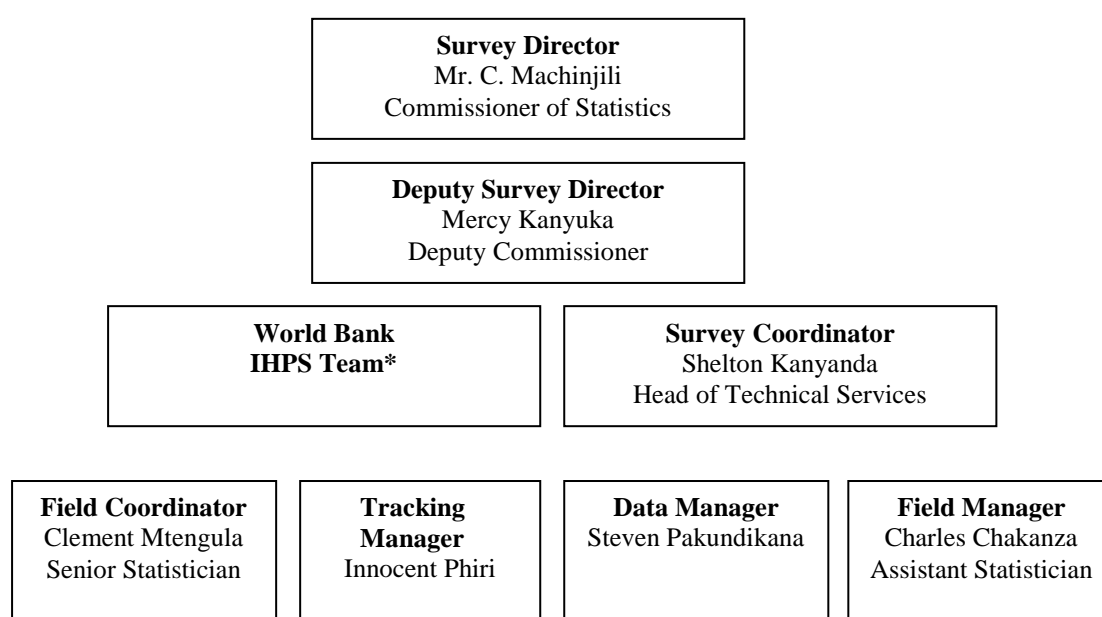 Survey Director
Mr. C. Machinjili
Commissioner of Statistics
Deputy Survey Director
Mercy Kanyuka
Deputy Commissioner
World Bank
IHPS Team*
Survey Coordinator
Shelton Kanyanda
Head of Technical Services
Field Coordinator
Clement Mtengula
Senior Statistician
Tracking
Manager
Innocent Phiri
Data Manager
Steven Pakundikana
Field Manager
Charles Chakanza
Assistant Statistician